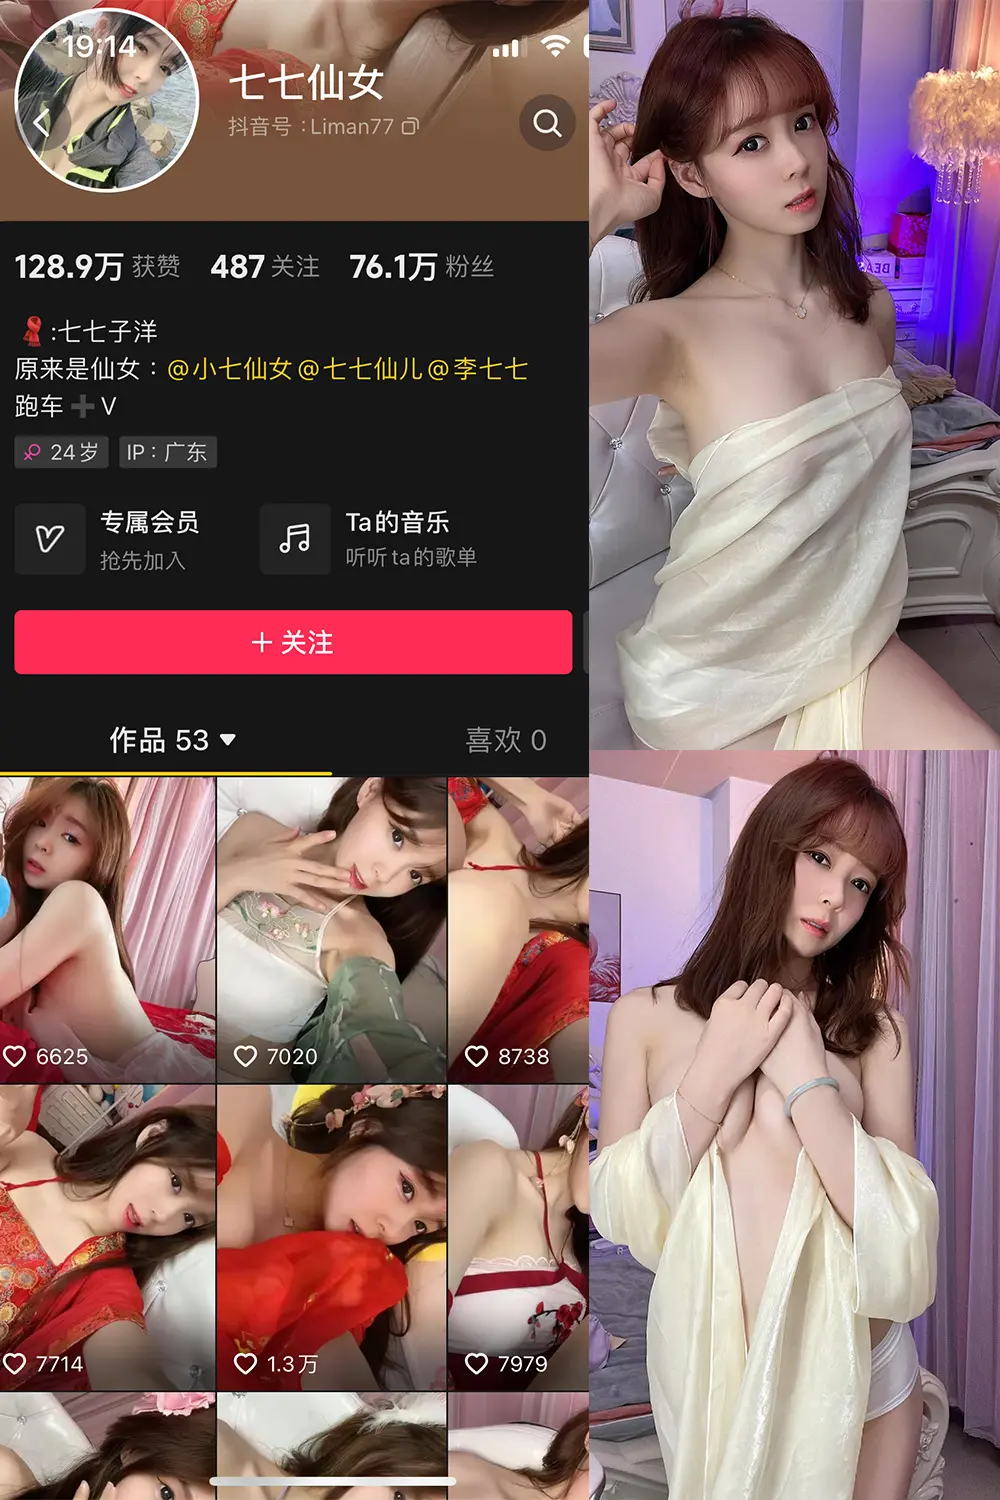 19:14
七七仙女
抖音号：Liman77
128.9万 获赞 487 关注 76.1万 粉丝
:七七子洋
原来是仙女：@小七仙女@七七仙儿@李七七
跑车➕V
24岁 IP：广东
专属会员 Ta的音乐
抢先加入 听听ta的歌单
＋关注
作品 53 喜欢 0
6625 7020 8738
7714 1.3万 7979